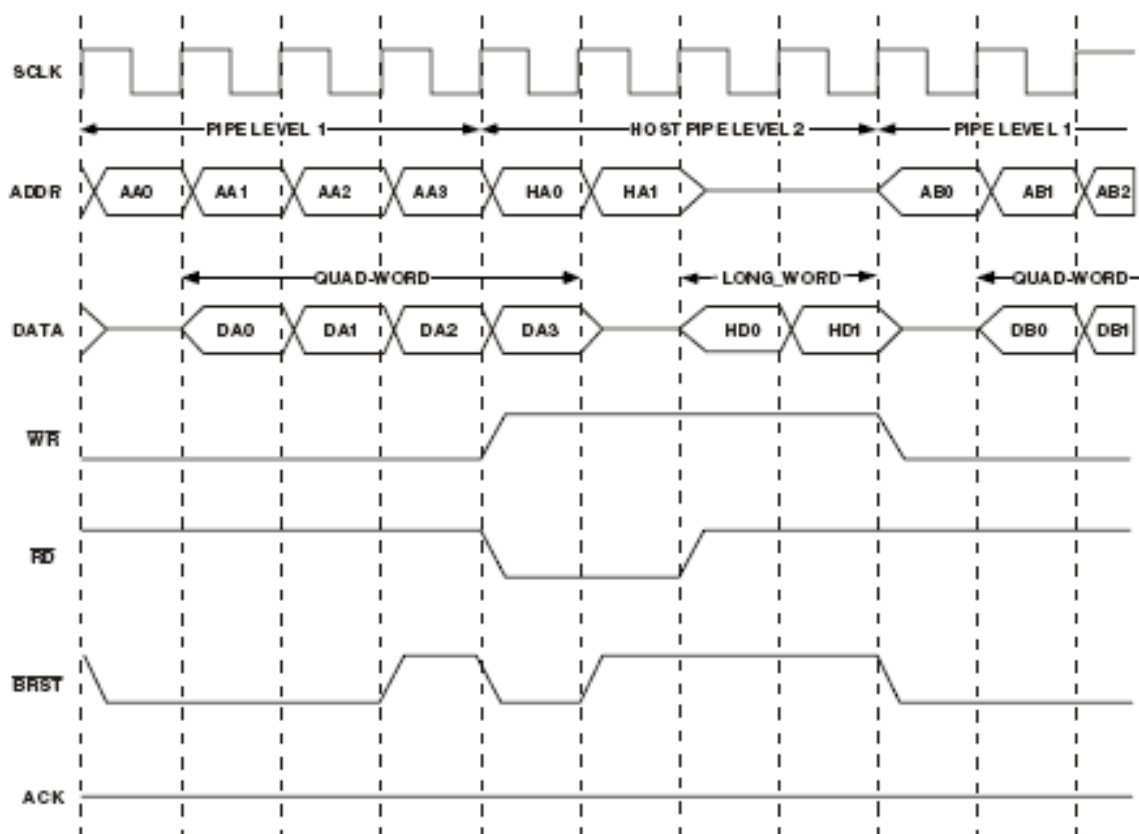 SCLK
PIPE LEVEL 1 HOST PIPE LEVEL 2 PIPE LEVEL 1
ADDR AA0 AA1 AA2 AA3 HA0 HA1 AB0 AB1 AB2
QUAD-WORD LONG_WORD QUAD-WORD
DATA DA0 DA1 DA2 DA3 HD0 HD1 DB0 DB1
WR
RD
BRST
ACK